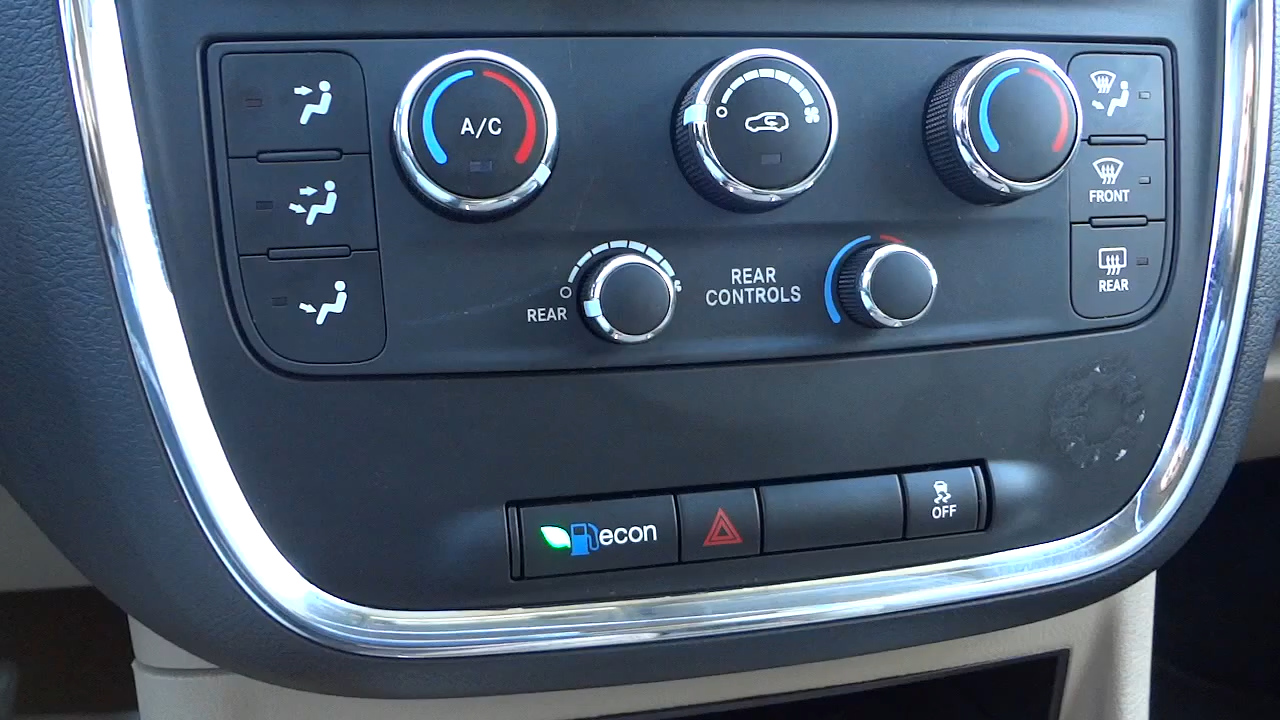 A/C
FRONT
REAR
REAR
REAR
CONTROLS
econ
OFF